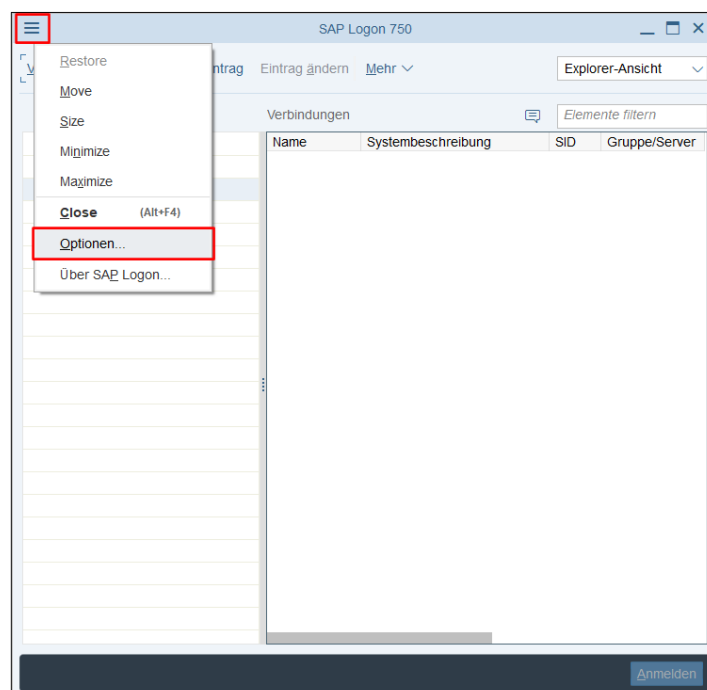 SAP Logon 750
V
ntrag Eintrag ändern Mehr Explorer-Ansicht
Restore
Move
Size
Minimize
Maximize
Close (Alt+F4)
Optionen...
Über SAP Logon...
Verbindungen Elemente filtern
Name Systembeschreibung SID Gruppe/Server
Anmelden